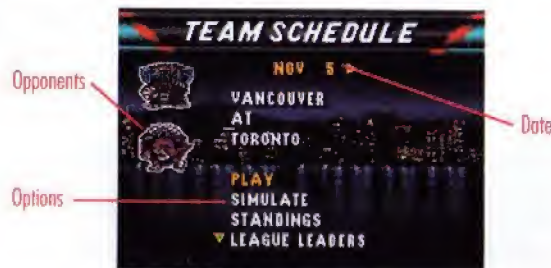 TEAM SCHEDULE
Opponents
NOV 5
Date
VANCOUVER
AT
TORONTO
PLAY
Options
SIMULATE
STANDINGS
LEAGUE LEADERS